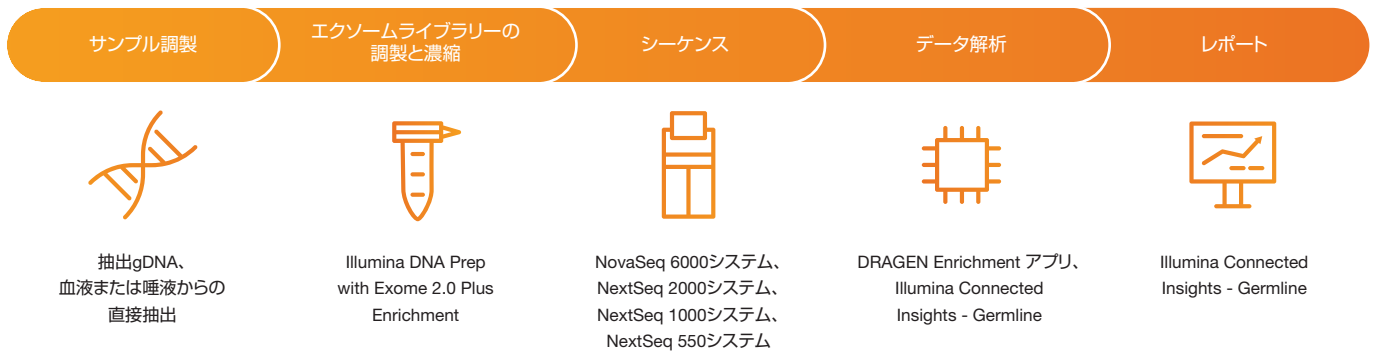 サンプル調製
エクソームライブラリーの
調製と濃縮
シーケンス
データ解析
レポート
抽出gDNA、
血液または唾液からの
直接抽出
Illumina DNA Prep
with Exome 2.0 Plus
Enrichment
NovaSeq 6000システム、
NextSeq 2000システム、
NextSeq 1000システム、
NextSeq 550システム
DRAGEN Enrichment アプリ、
Illumina Connected
Insights - Germline
Illumina Connected
Insights - Germline